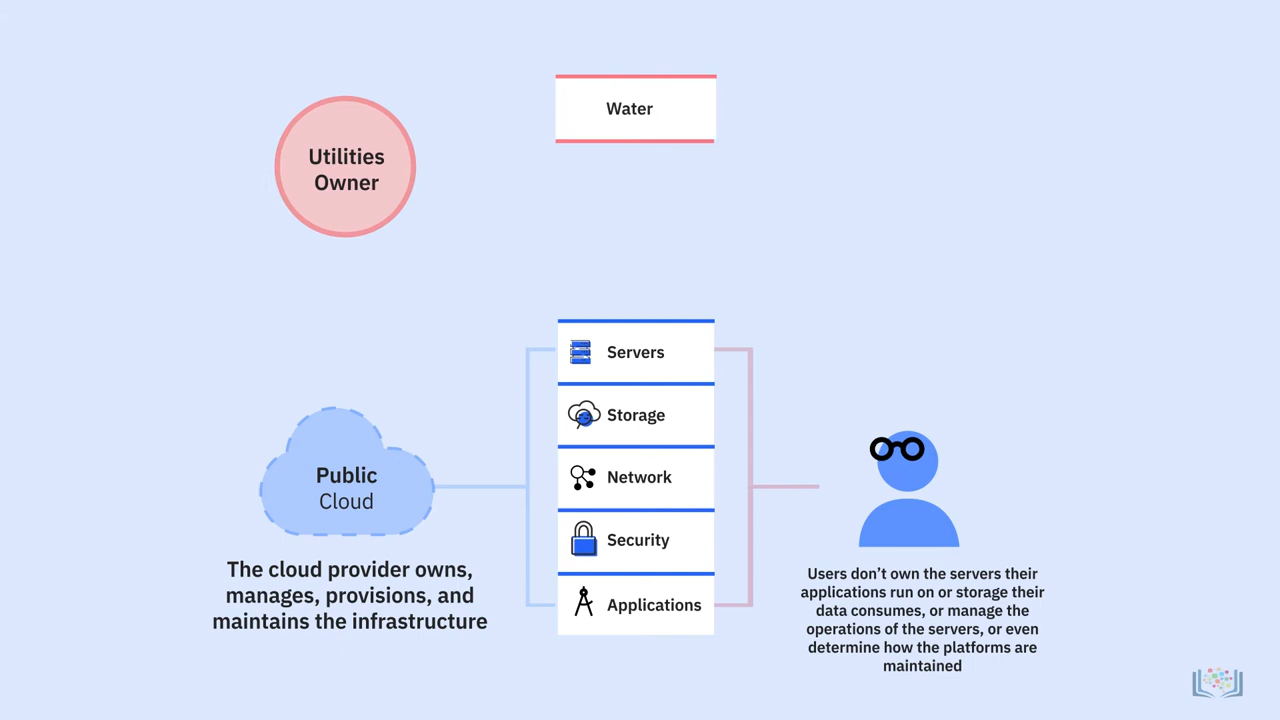 Utilities
Owner
Water
Public
Cloud
The cloud provider owns,
manages, provisions, and
maintains the infrastructure
Servers
Storage
Network
Security
Applications
Users don’t own the servers their
applications run on or storage their
data consumes, or manage the
operations of the servers, or even
determine how the platforms are
maintained